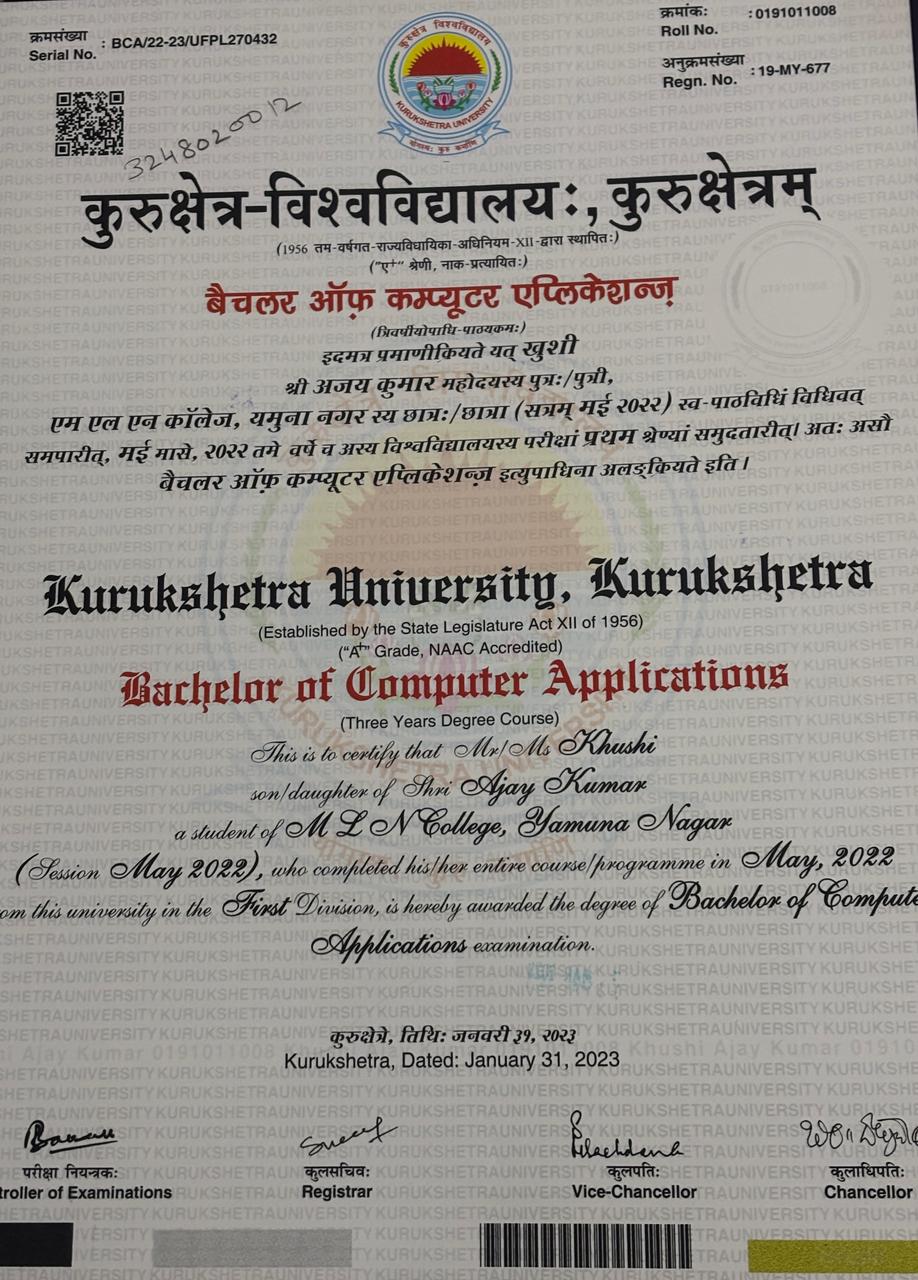 क्रमसंख्या
Serial No. : BCA/22-23/UFPL270432
क्रमांक:
Roll No. :0191011008
अनुक्रमसंख्या
Regn. No. :19-MY-677
3248020012
कुरुक्षेत्र विश्वविद्यालय
KURUKSHETRA UNIVERSITY
योगस्थः कुरु कर्माणि
कुरुक्षेत्र-विश्वविद्यालयः, कुरुक्षेत्रम्
(1956 तम-वर्षगत-राज्यविधायिका-अधिनियम-XII-द्वारा स्थापितः)
("ए+" श्रेणी, नाक-प्रत्यायितः)
बैचलर ऑफ़ कम्प्यूटर एप्लिकेशन्ज़
0191011008
(त्रिवर्षीयोपाधि-पाठ्यक्रमः)
इदमत्र प्रमाणीकियते यत् खुशी
श्री अजय कुमार महोदयस्य पुत्रः/पुत्री,
एम एल एन कॉलेज, यमुना नगर स्य छात्रः/छात्रा (सत्रम् मई २०२२) स्व-पाठविधिं विधिवत्
समपारीत्, मई मासे, २०२२ तमे वर्षे च अस्य विश्वविद्यालयस्य परीक्षां प्रथम श्रेण्यां समुदतारीत्। अतः असौ
बैचलर ऑफ़ कम्प्यूटर एप्लिकेशन्ज़ इत्युपाधिना अलङ्कियते इति।
Kurukshetra University, Kurukshetra
(Established by the State Legislature Act XII of 1956)
("A+" Grade, NAAC Accredited)
Bachelor of Computer Applications
(Three Years Degree Course)
This is to certify that Mr/Ms Khushi
son/daughter of Shri Ajay Kumar
a student of M L N College, Yamuna Nagar
(Session May 2022), who completed his/her entire course/programme in May, 2022
om this university in the First Division, is hereby awarded the degree of Bachelor of Compute
Applications examination.
कुरुक्षेत्रे, तिथिः जनवरी ३१, २०२३
Kurukshetra, Dated: January 31, 2023
si Ajay Kumar 0191011008 Khushi Ajay Kumar 01910
परीक्षा नियन्त्रकः
troller of Examinations
कुलसचिवः
Registrar
कुलपतिः
Vice-Chancellor
कुलाधिपतिः
Chancellor